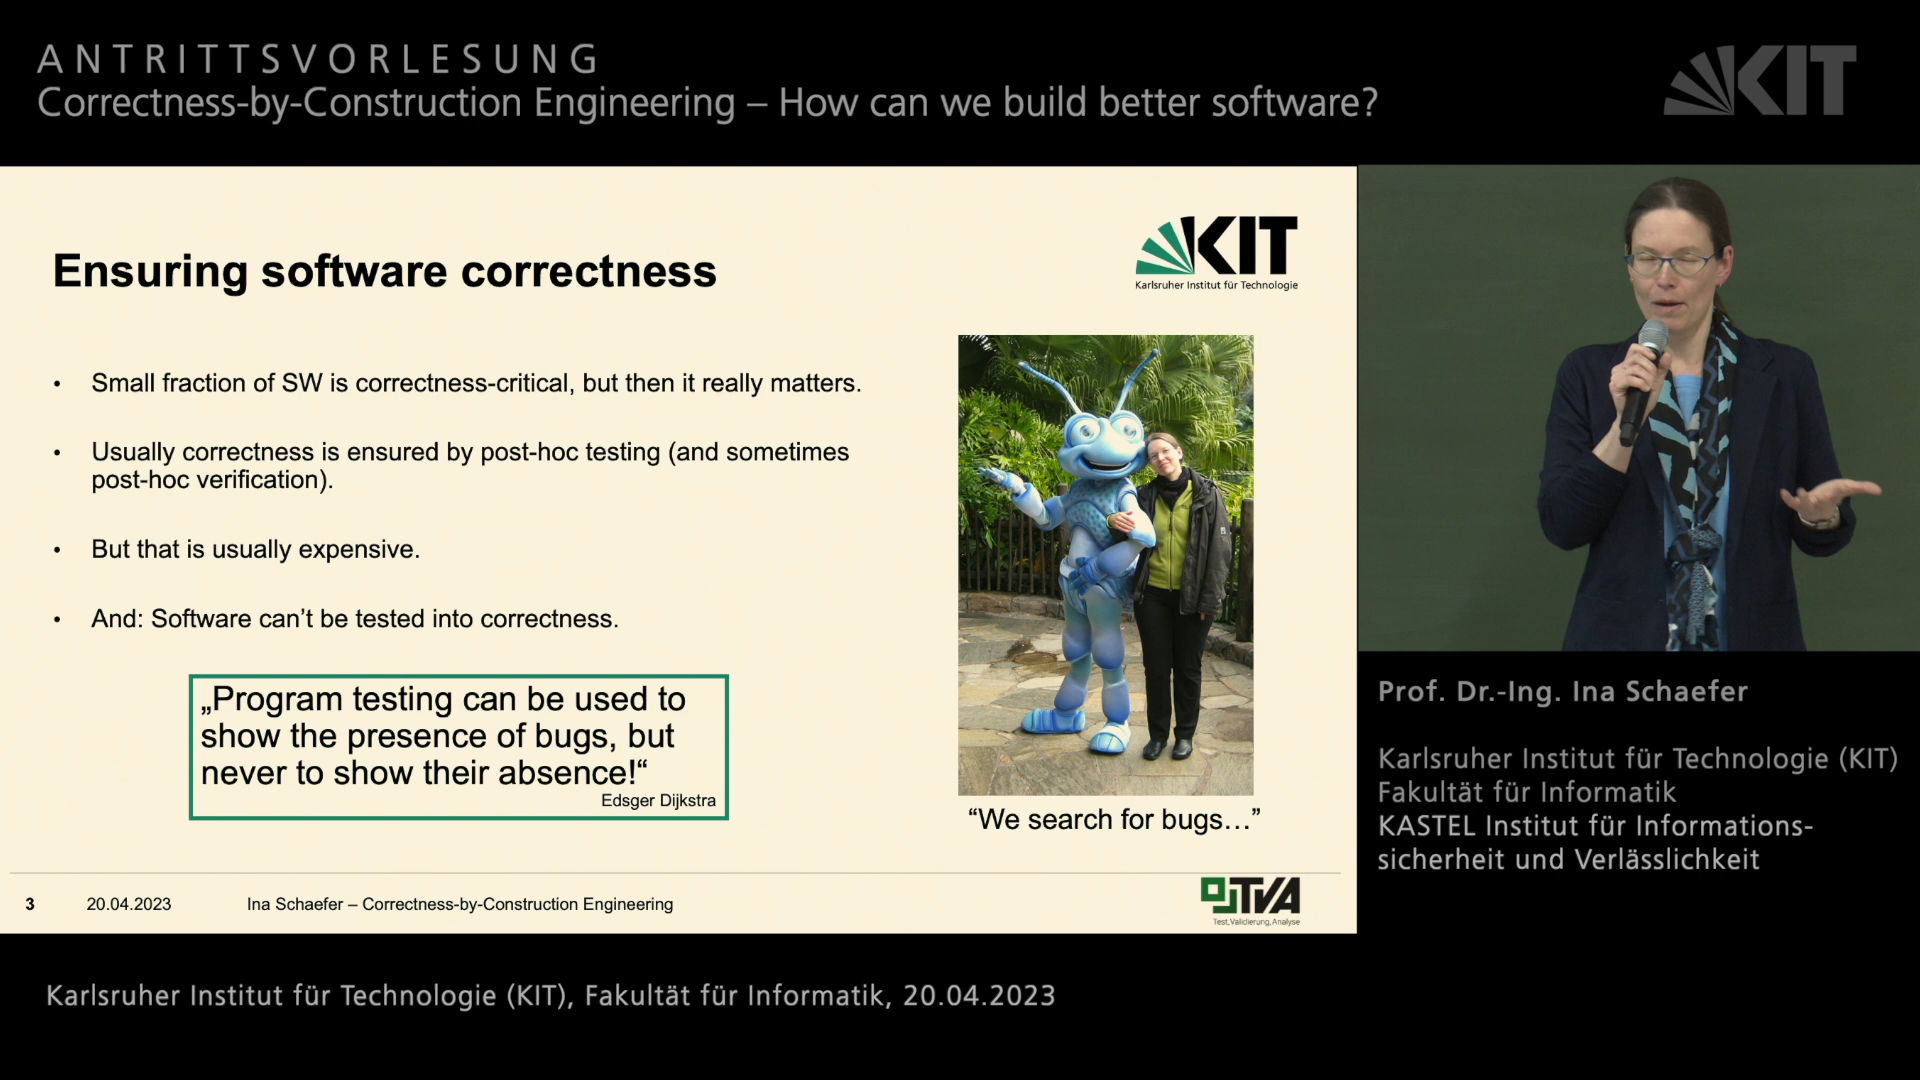 ANTRITTSVORLESUNG
Correctness-by-Construction Engineering – How can we build better software?
KIT
Ensuring software correctness
KIT
Karlsruher Institut für Technologie
• Small fraction of SW is correctness-critical, but then it really matters.
• Usually correctness is ensured by post-hoc testing (and sometimes
post-hoc verification).
• But that is usually expensive.
• And: Software can’t be tested into correctness.
„Program testing can be used to
show the presence of bugs, but
never to show their absence!“
Edsger Dijkstra
“We search for bugs…”
3 20.04.2023 Ina Schaefer – Correctness-by-Construction Engineering
TVA
Test, Validierung, Analyse
Prof. Dr.-Ing. Ina Schaefer
Karlsruher Institut für Technologie (KIT)
Fakultät für Informatik
KASTEL Institut für Informations-
sicherheit und Verlässlichkeit
Karlsruher Institut für Technologie (KIT), Fakultät für Informatik, 20.04.2023